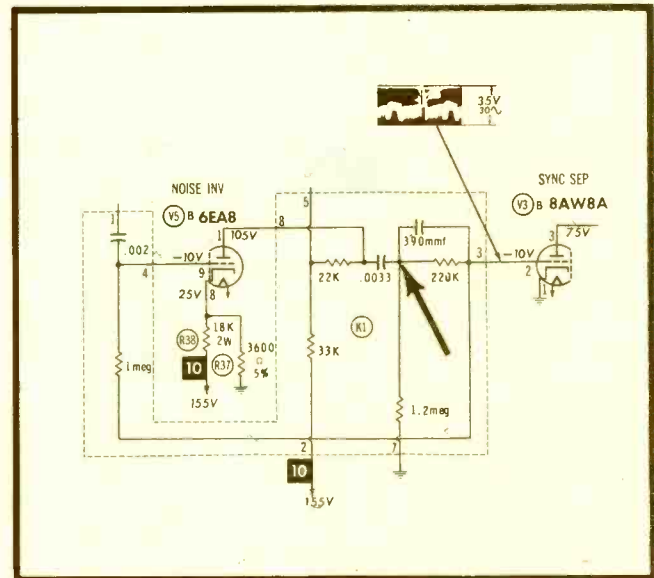 35V
30∿
NOISE INV
V5 B 6EA8
SYNC SEP
V3 B 8AW8A
1
5
.002
1 105V
8
390mmf
3 75V
-10V
4
9
22K
.0033
220K
3
-10V
2
1
25V 8
18K
2W
R38
R37
3600
Ω
5%
K1
33K
1 meg
10
155V
1.2meg
2
7
10
155V